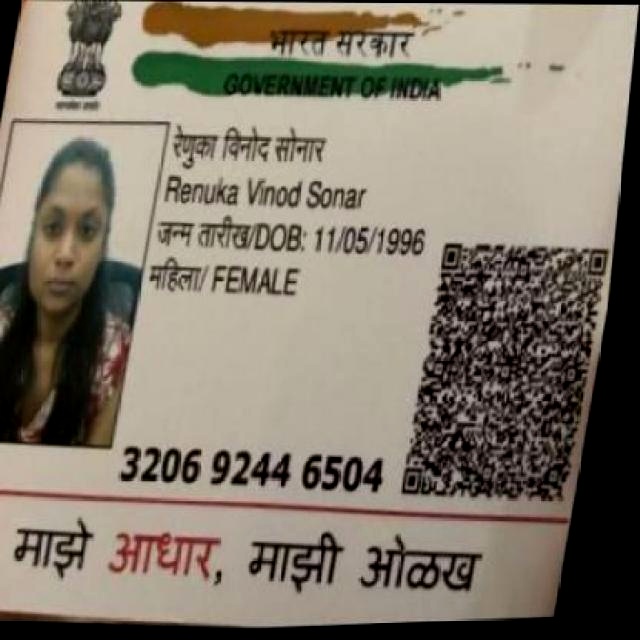 भारत सरकार
GOVERNMENT OF INDIA
रेणुका विनोद सोनार
Renuka Vinod Sonar
जन्म तारीख/DOB: 11/05/1996
महिला/ FEMALE
3206 9244 6504
माझे आधार, माझी ओळख